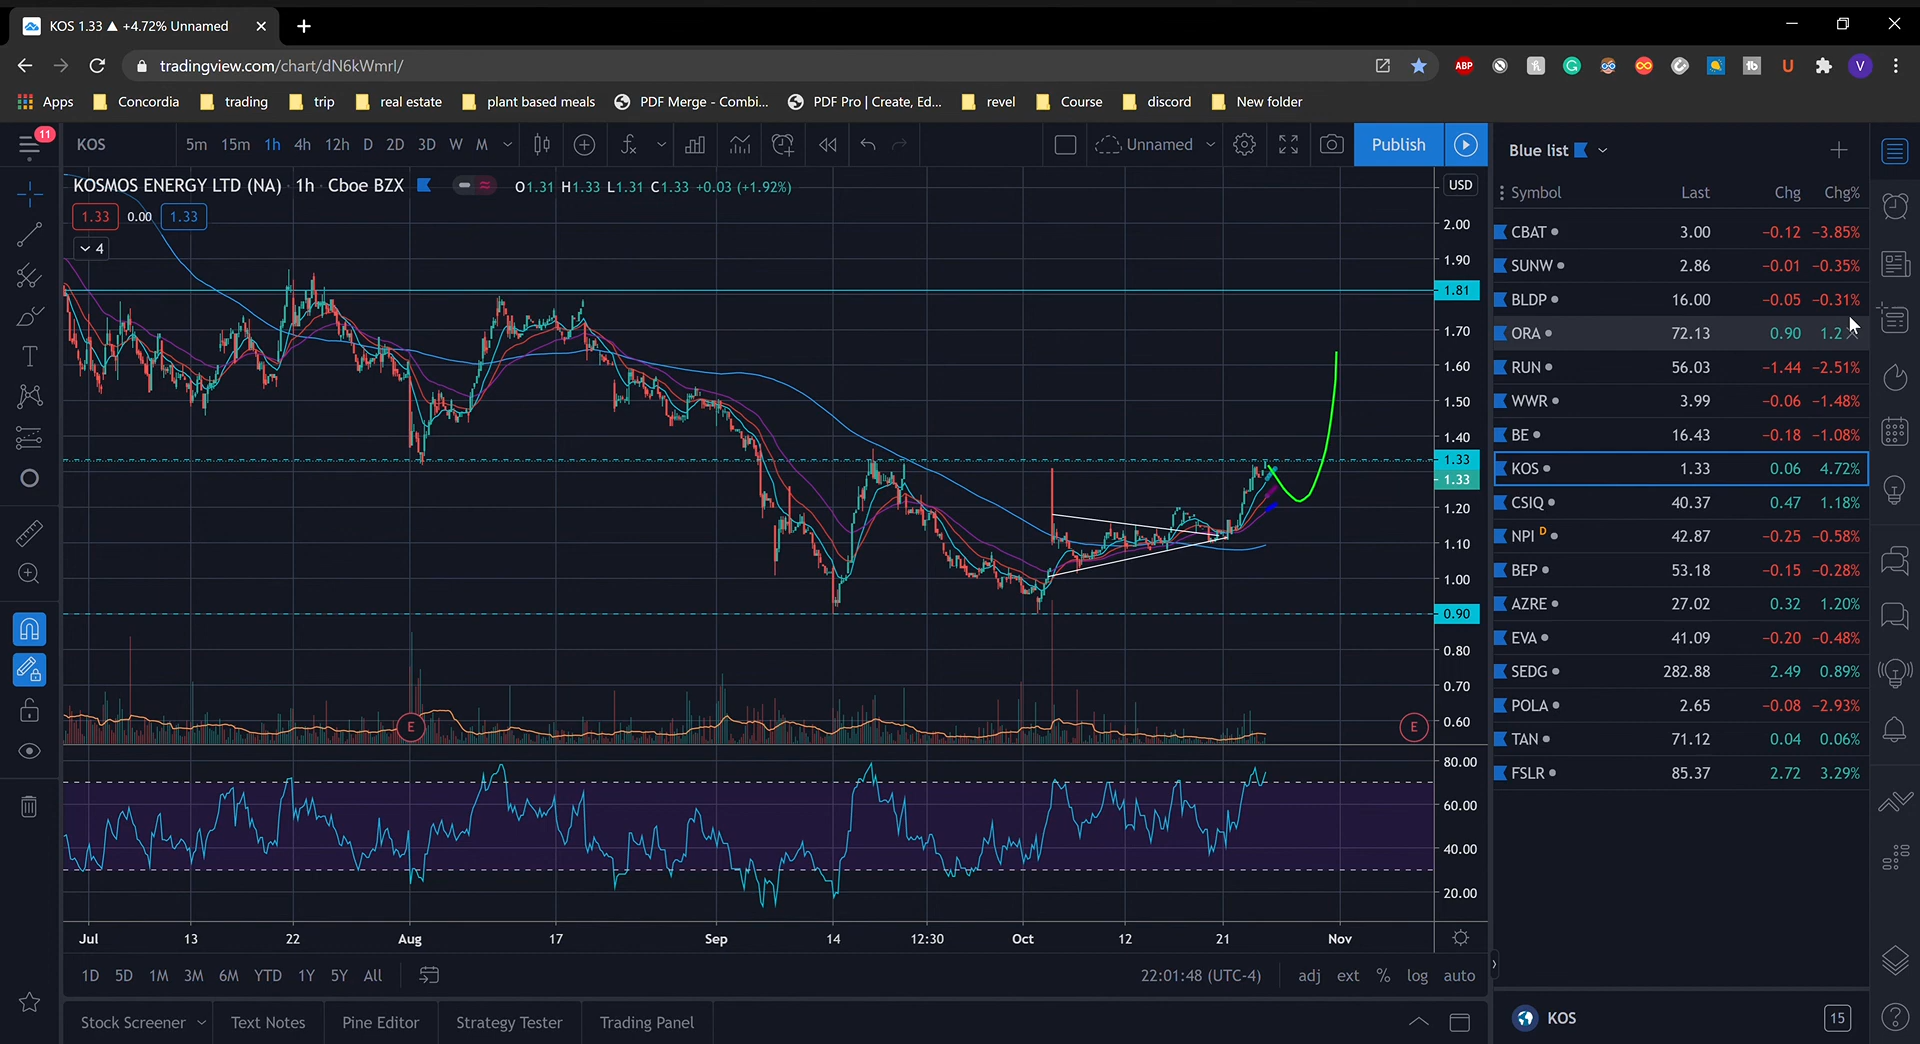 KOS 1.33 ▲ +4.72% Unnamed
tradingview.com/chart/dN6kWmrl/
ABP
V
Apps Concordia trading trip real estate plant based meals PDF Merge - Combi... PDF Pro | Create, Ed... revel Course discord New folder
11
KOS 5m 15m 1h 4h 12h D 2D 3D W M Unnamed Publish
Blue list
KOSMOS ENERGY LTD (NA) 1h Cboe BZX O1.31 H1.33 L1.31 C1.33 +0.03 (+1.92%)
1.33 0.00 1.33
4
USD
2.00
1.90
1.81
1.70
1.60
1.50
1.40
1.33
1.33
1.20
1.10
1.00
0.90
0.80
0.70
0.60
E E
80.00
60.00
40.00
20.00
Jul 13 22 Aug 17 Sep 14 12:30 Oct 12 21 Nov
1D 5D 1M 3M 6M YTD 1Y 5Y All 22:01:48 (UTC-4) adj ext % log auto
Stock Screener Text Notes Pine Editor Strategy Tester Trading Panel
Symbol Last Chg Chg%
CBAT 3.00 −0.12 −3.85%
SUNW 2.86 −0.01 −0.35%
BLDP 16.00 −0.05 −0.31%
ORA 72.13 0.90 1.2
RUN 56.03 −1.44 −2.51%
WWR 3.99 −0.06 −1.48%
BE 16.43 −0.18 −1.08%
KOS 1.33 0.06 4.72%
CSIQ 40.37 0.47 1.18%
NPI D 42.87 −0.25 −0.58%
BEP 53.18 −0.15 −0.28%
AZRE 27.02 0.32 1.20%
EVA 41.09 −0.20 −0.48%
SEDG 282.88 2.49 0.89%
POLA 2.65 −0.08 −2.93%
TAN 71.12 0.04 0.06%
FSLR 85.37 2.72 3.29%
KOS 15